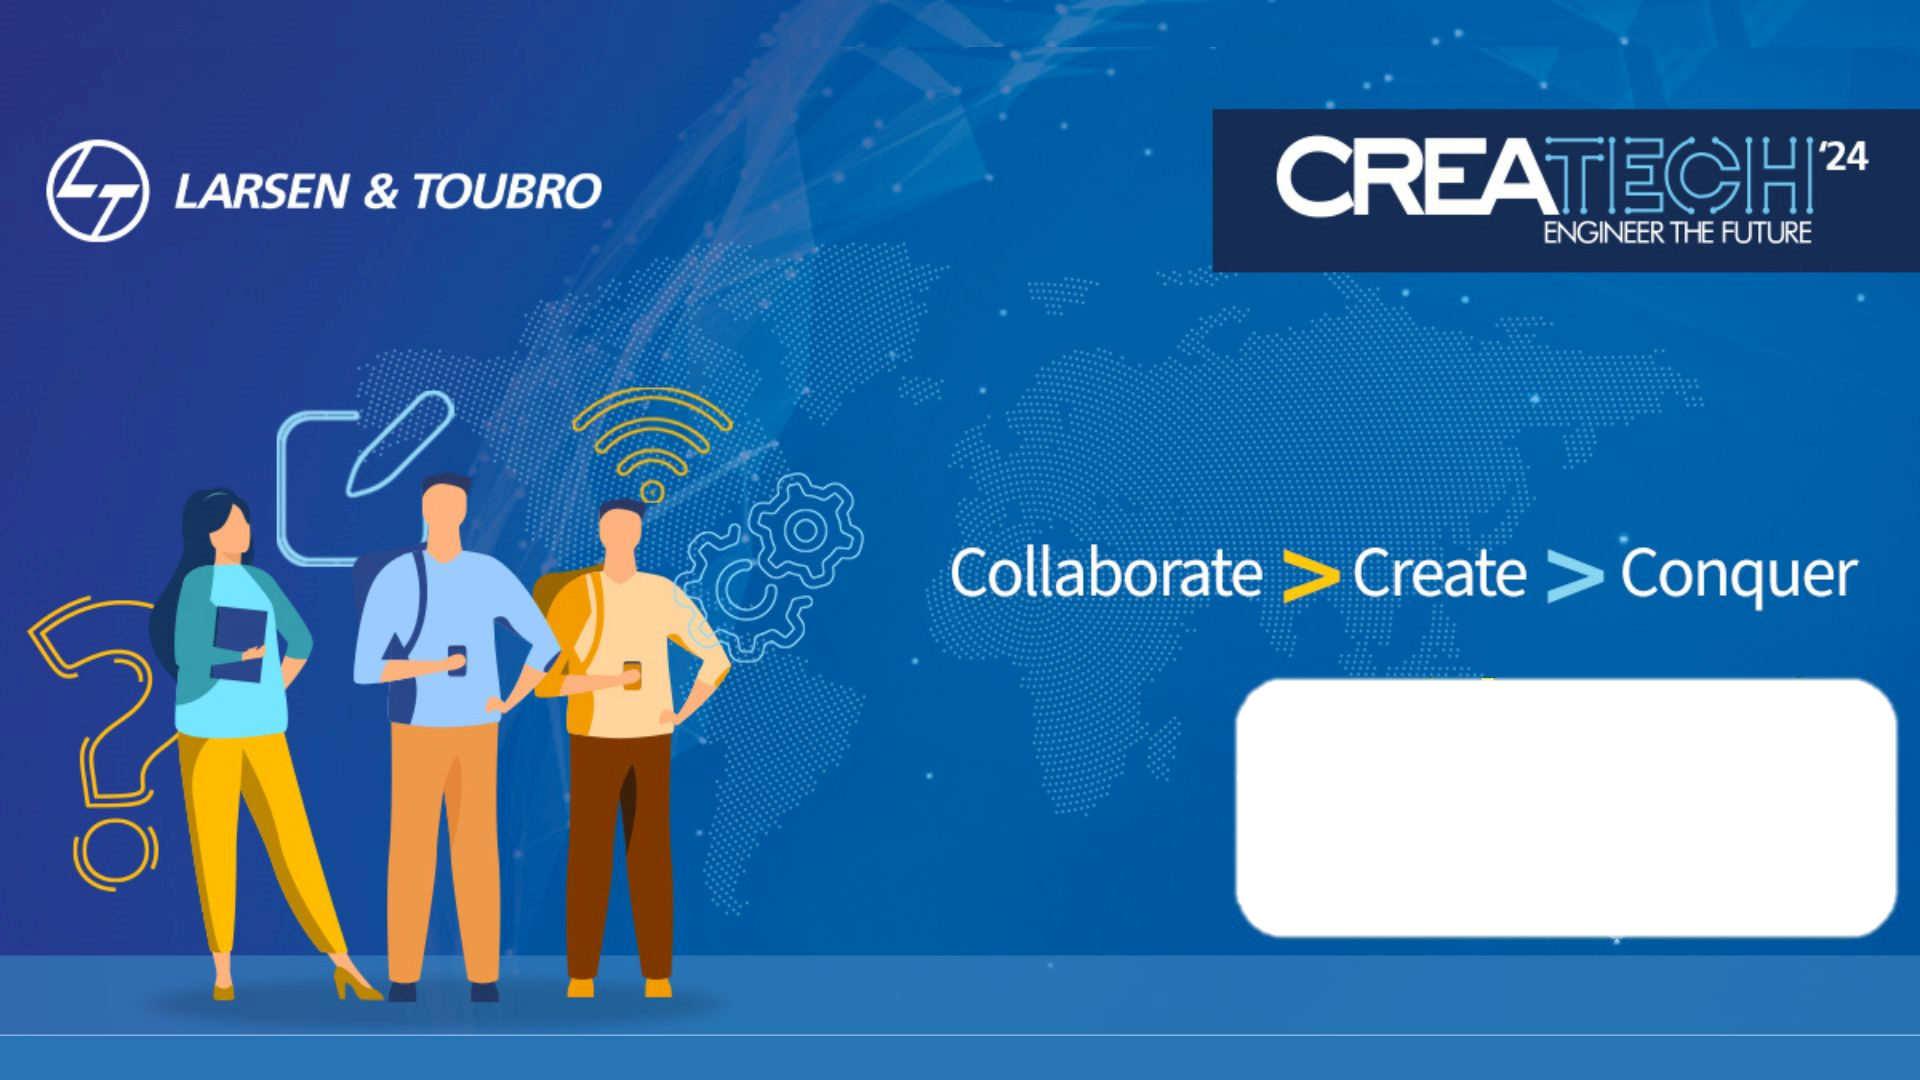 LARSEN & TOUBRO
CREATECH '24
ENGINEER THE FUTURE
Collaborate > Create > Conquer